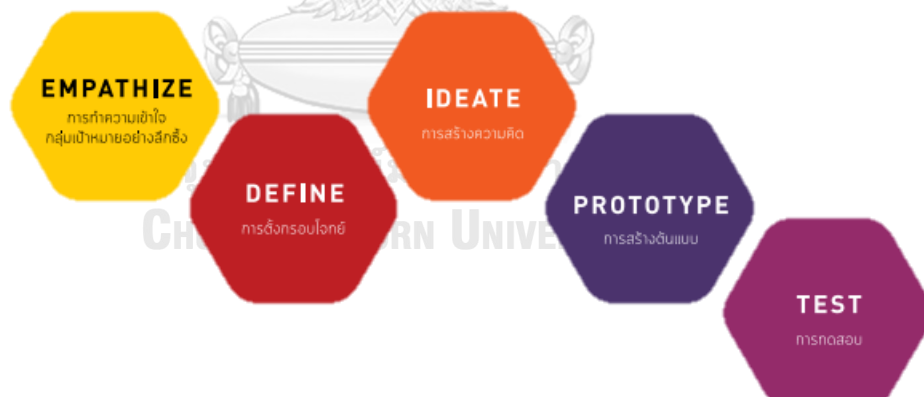 EMPATHIZE
การทำความเข้าใจ
กลุ่มเป้าหมายอย่างลึกซึ้ง
DEFINE
การตั้งกรอบโจทย์
IDEATE
การสร้างความคิด
PROTOTYPE
การสร้างต้นแบบ
TEST
การทดสอบ